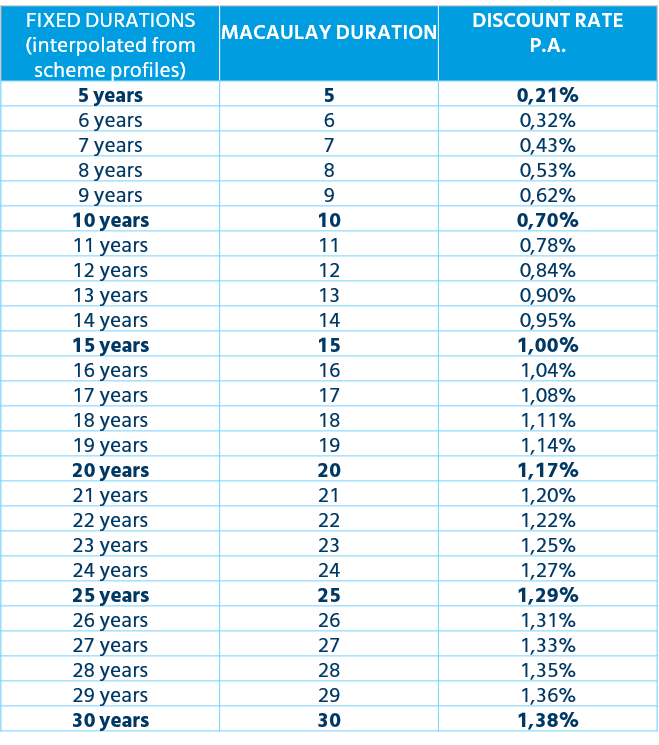 FIXED DURATIONS MACAULAY DURATION DISCOUNT RATE
(interpolated from P.A.
scheme profiles)
5 years 5 0,21%
6 years 6 0,32%
7 years 7 0,43%
8 years 8 0,53%
9 years 9 0,62%
10 years 10 0,70%
11 years 11 0,78%
12 years 12 0,84%
13 years 13 0,90%
14 years 14 0,95%
15 years 15 1,00%
16 years 16 1,04%
17 years 17 1,08%
18 years 18 1,11%
19 years 19 1,14%
20 years 20 1,17%
21 years 21 1,20%
22 years 22 1,22%
23 years 23 1,25%
24 years 24 1,27%
25 years 25 1,29%
26 years 26 1,31%
27 years 27 1,33%
28 years 28 1,35%
29 years 29 1,36%
30 years 30 1,38%